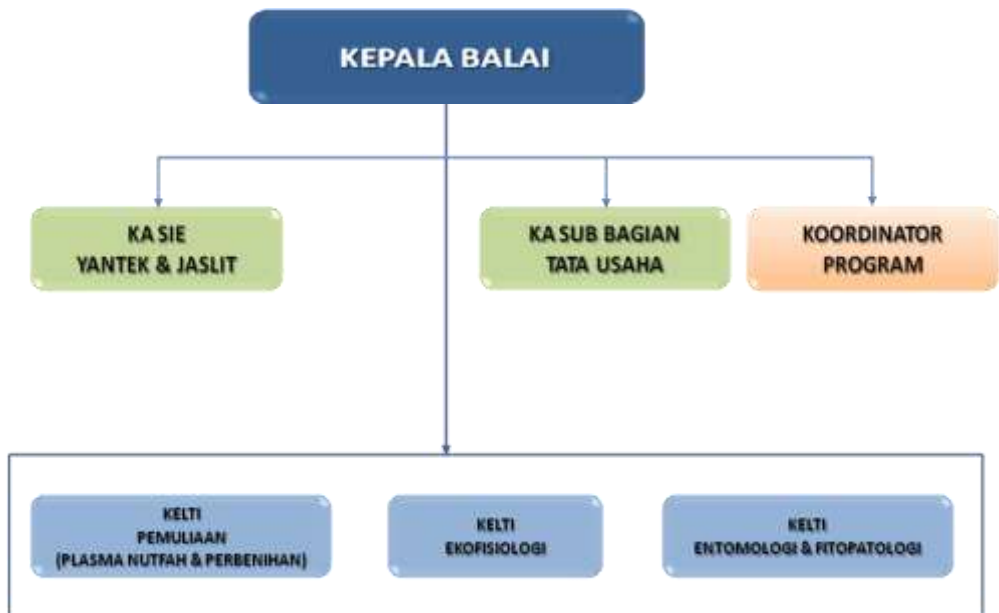 KEPALA BALAI
KA SIE
YANTEK & JASLIT
KA SUB BAGIAN
TATA USAHA
KOORDINATOR
PROGRAM
KELTI
PEMULIAAN
(PLASMA NUTFAH & PERBENIHAN)
KELTI
EKOFISIOLOGI
KELTI
ENTOMOLOGI & FITOPATOLOGI